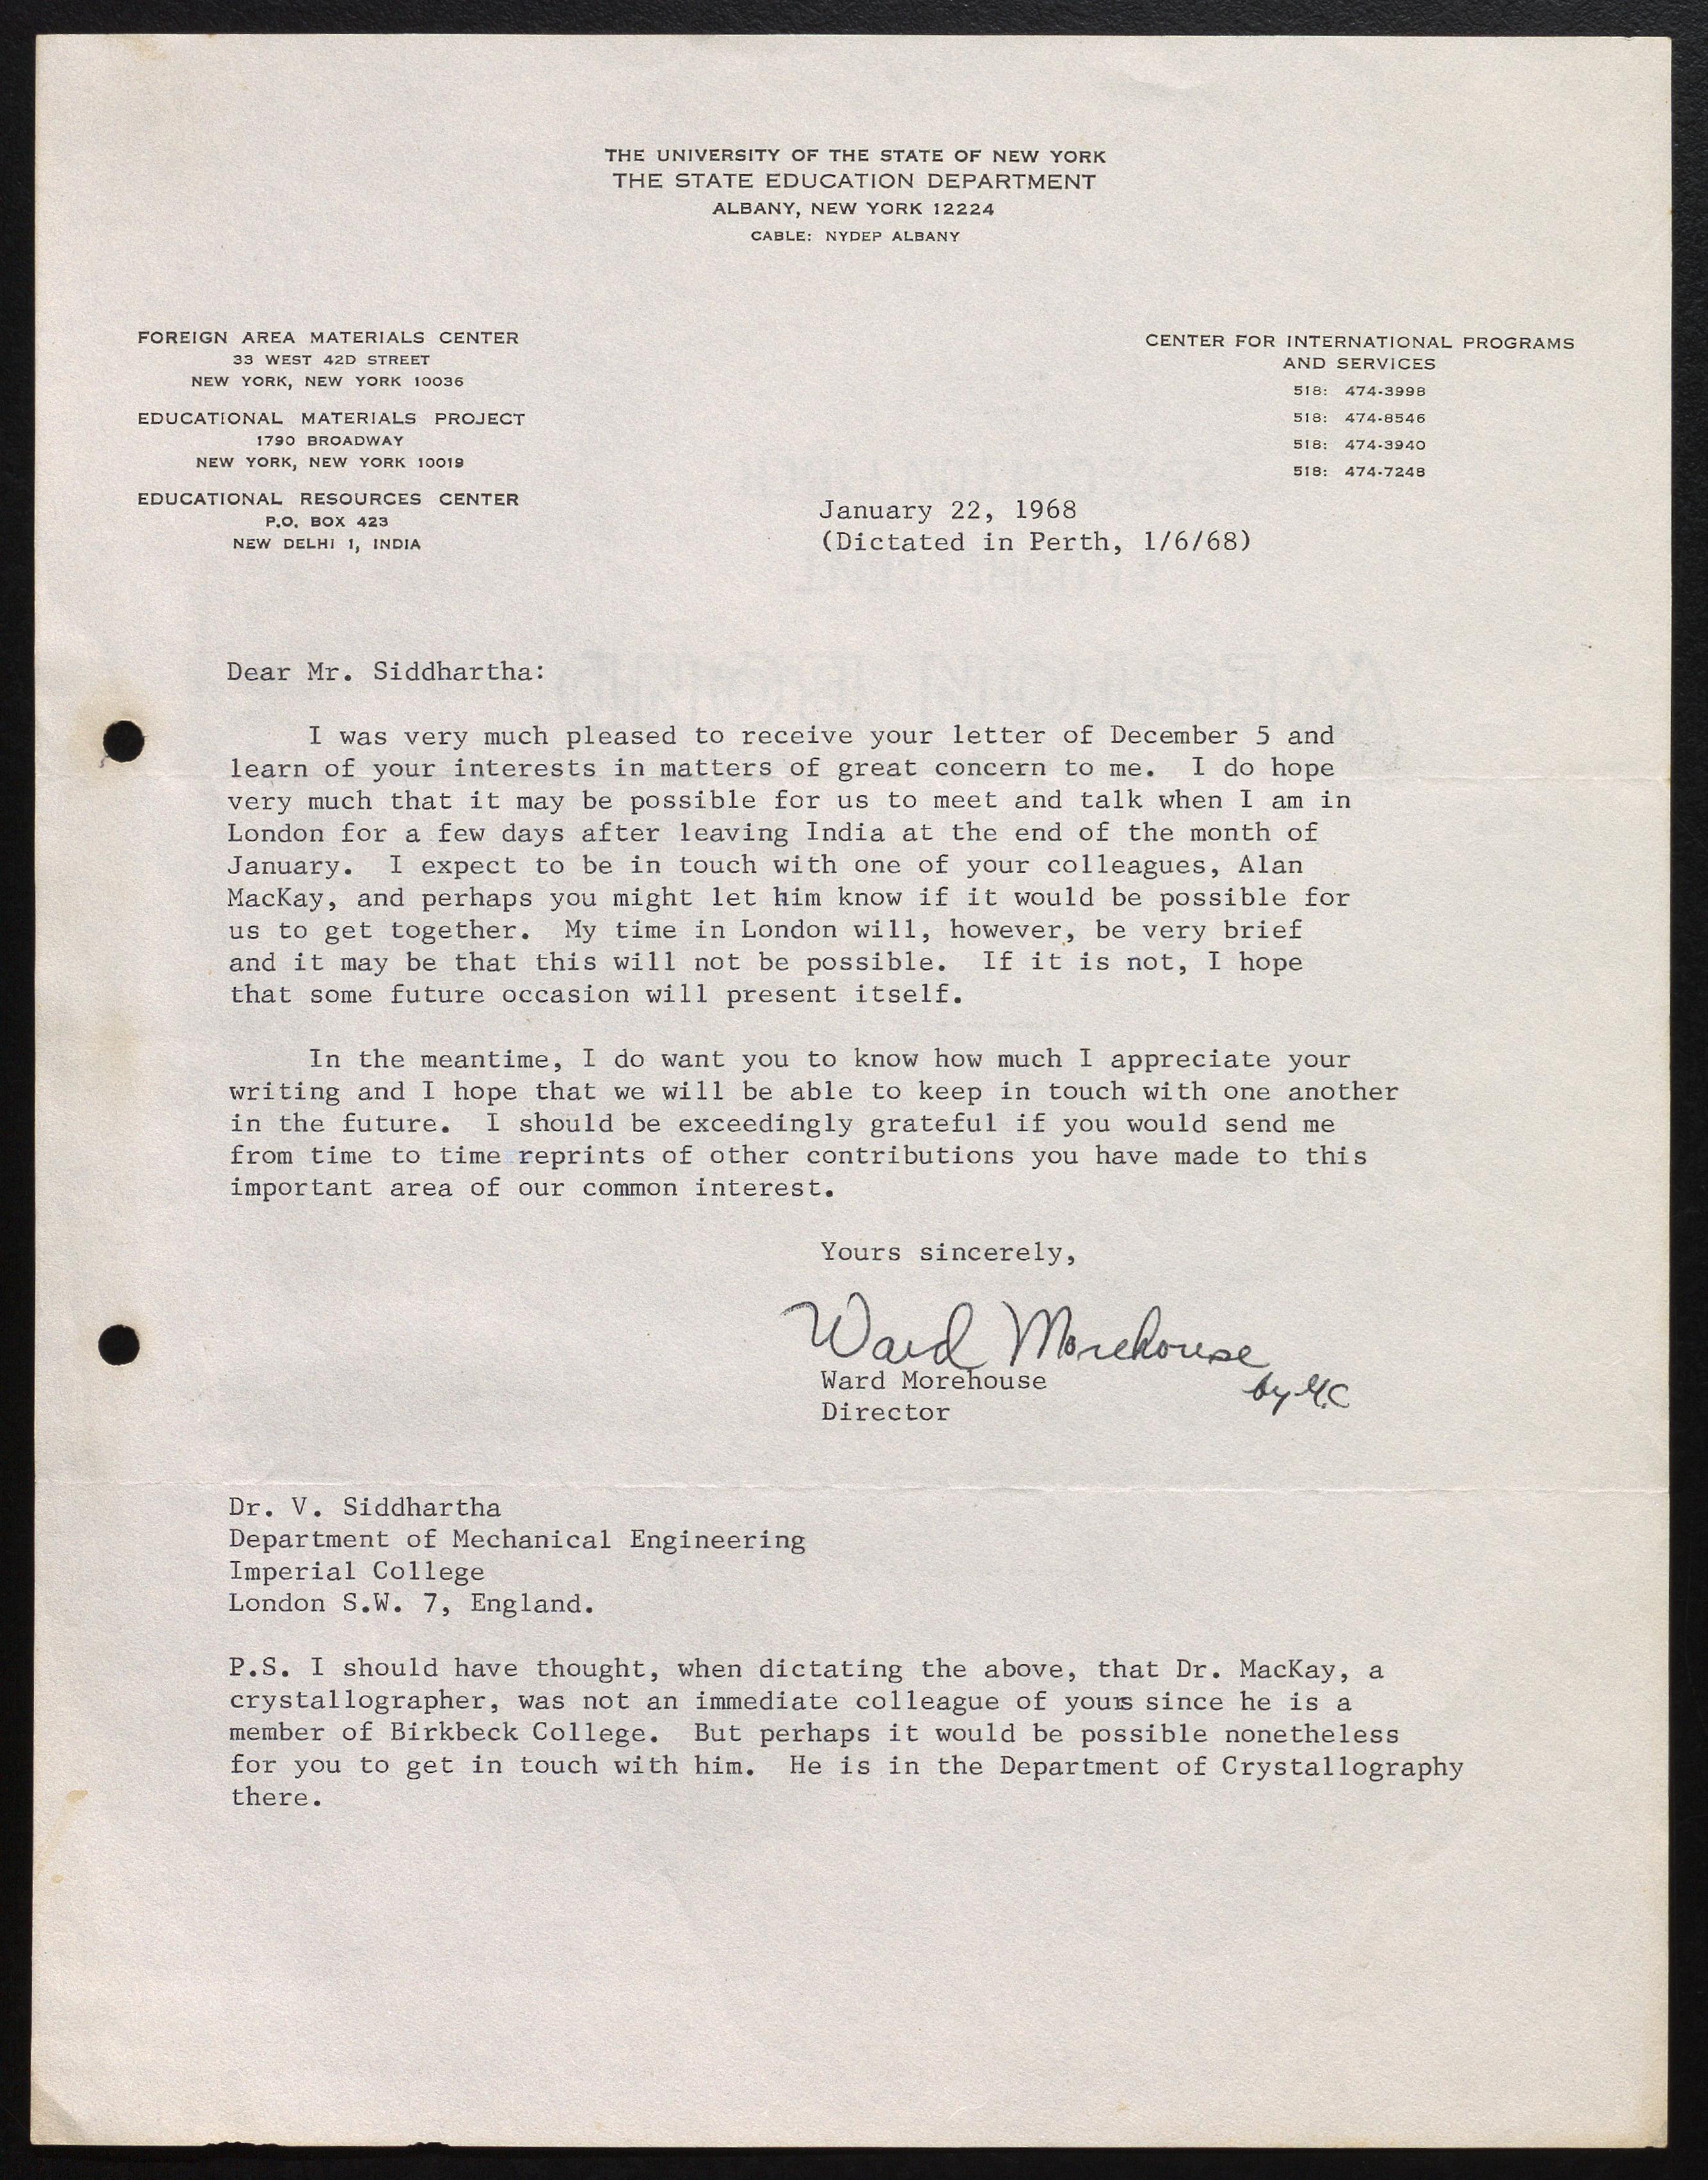 THE UNIVERSITY OF THE STATE OF NEW YORK
THE STATE EDUCATION DEPARTMENT
ALBANY, NEW YORK 12224
CABLE: NYDEP ALBANY
FOREIGN AREA MATERIALS CENTER
33 WEST 42D STREET
NEW YORK, NEW YORK 10036
EDUCATIONAL MATERIALS PROJECT
1790 BROADWAY
NEW YORK, NEW YORK 10019
EDUCATIONAL RESOURCES CENTER
P.O. BOX 423
NEW DELHI 1, INDIA
CENTER FOR INTERNATIONAL PROGRAMS
AND SERVICES
518: 474-3998
518: 474-8546
518: 474-3940
518: 474-7248
January 22, 1968
(Dictated in Perth, 1/6/68)
Dear Mr. Siddhartha:
I was very much pleased to receive your letter of December 5 and
learn of your interests in matters of great concern to me. I do hope
very much that it may be possible for us to meet and talk when I am in
London for a few days after leaving India at the end of the month of
January. I expect to be in touch with one of your colleagues, Alan
MacKay, and perhaps you might let him know if it would be possible for
us to get together. My time in London will, however, be very brief
and it may be that this will not be possible. If it is not, I hope
that some future occasion will present itself.
In the meantime, I do want you to know how much I appreciate your
writing and I hope that we will be able to keep in touch with one another
in the future. I should be exceedingly grateful if you would send me
from time to time reprints of other contributions you have made to this
important area of our common interest.
Yours sincerely,
Ward Morehouse
by
Ward Morehouse
Director
Dr. V. Siddhartha
Department of Mechanical Engineering
Imperial College
London S.W. 7, England.
P.S. I should have thought, when dictating the above, that Dr. MacKay, a
crystallographer, was not an immediate colleague of yours since he is a
member of Birkbeck College. But perhaps it would be possible nonetheless
for you to get in touch with him. He is in the Department of Crystallography
there.